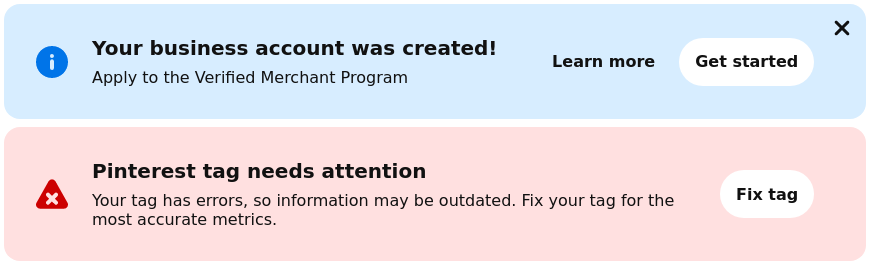 Your business account was created!
Apply to the Verified Merchant Program
Learn more
Get started
Pinterest tag needs attention
Your tag has errors, so information may be outdated. Fix your tag for the
most accurate metrics.
Fix tag